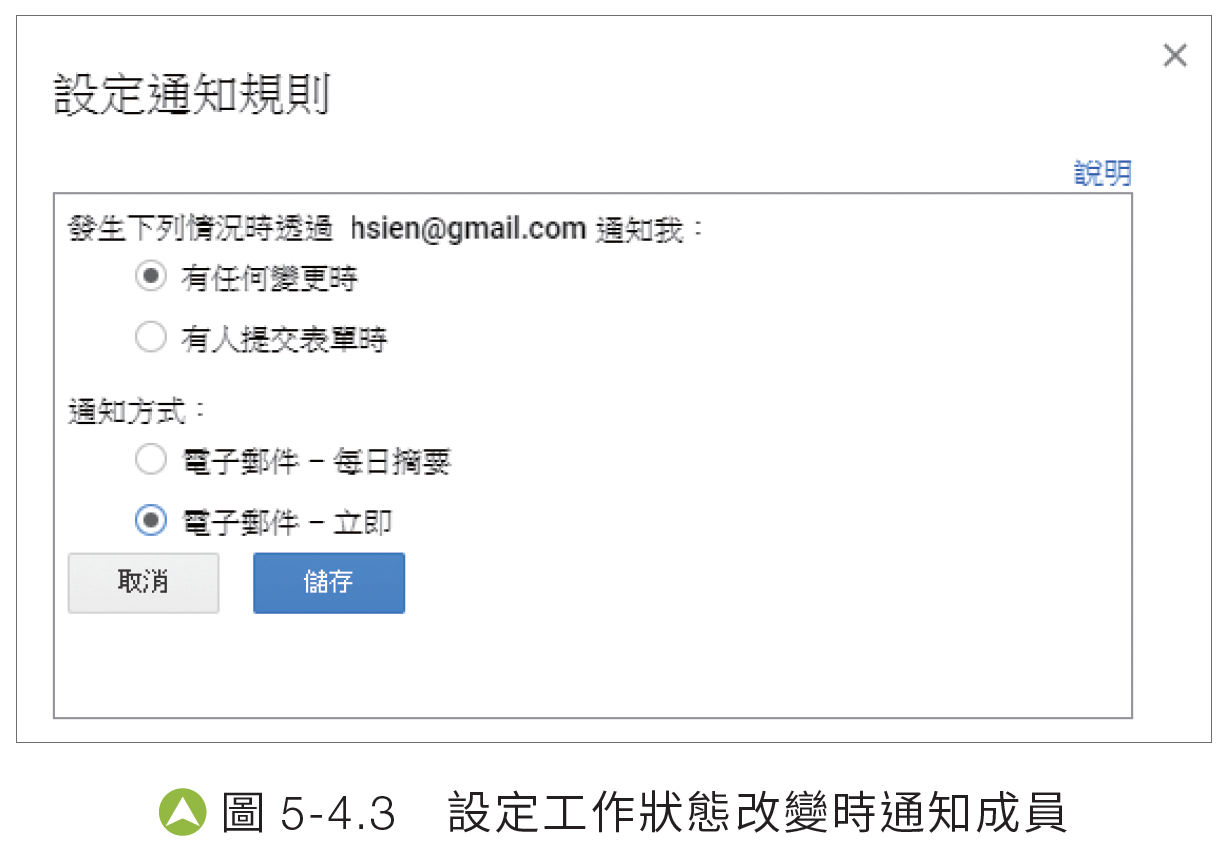 設定通知規則
說明
發生下列情況時透過 hsien@gmail.com 通知我：
有任何變更時
有人提交表單時
通知方式：
電子郵件 – 每日摘要
電子郵件 – 立即
取消 儲存
圖 5-4.3 設定工作狀態改變時通知成員